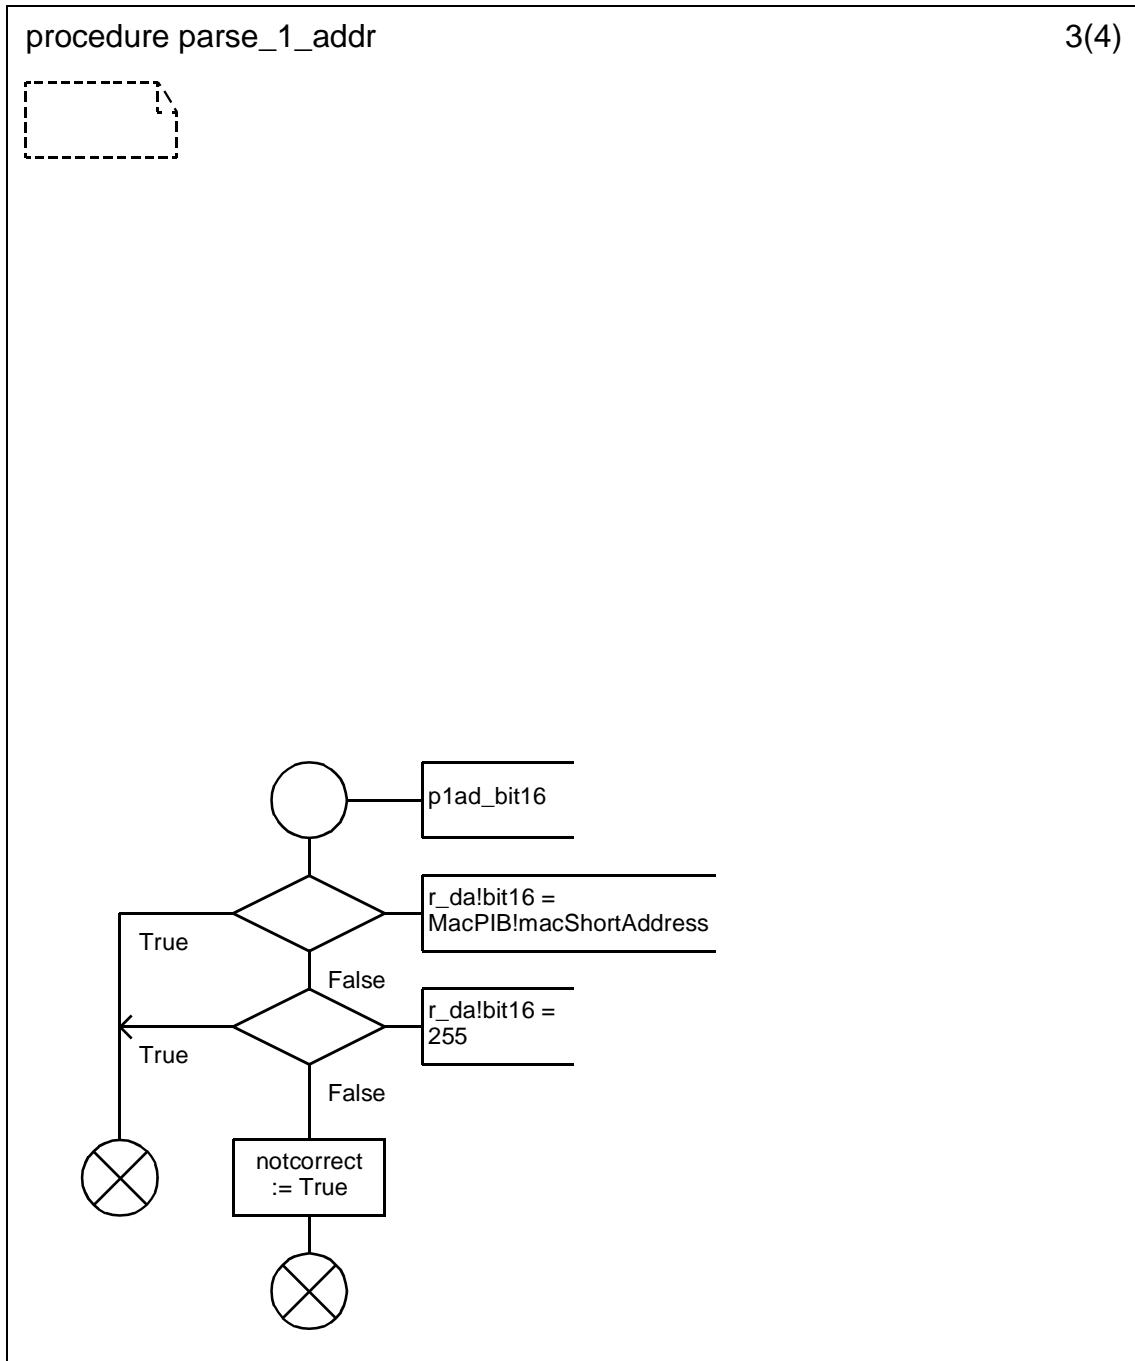 procedure parse_1_addr
3(4)
p1ad_bit16
r_da!bit16 =
MacPIB!macShortAddress
True
False
r_da!bit16 =
255
True
False
notcorrect
:= True